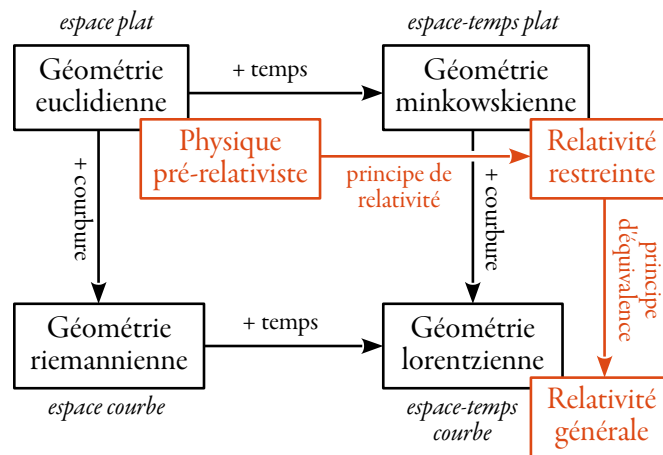 espace plat
espace-temps plat
Géométrie
euclidienne
+ temps
Géométrie
minkowskienne
Physique
pré-relativiste
Relativité
restreinte
+ courbure
principe de
relativité
+ courbure
principe
d'équivalence
Géométrie
riemannienne
+ temps
Géométrie
lorentzienne
espace courbe
espace-temps
courbe
Relativité
générale